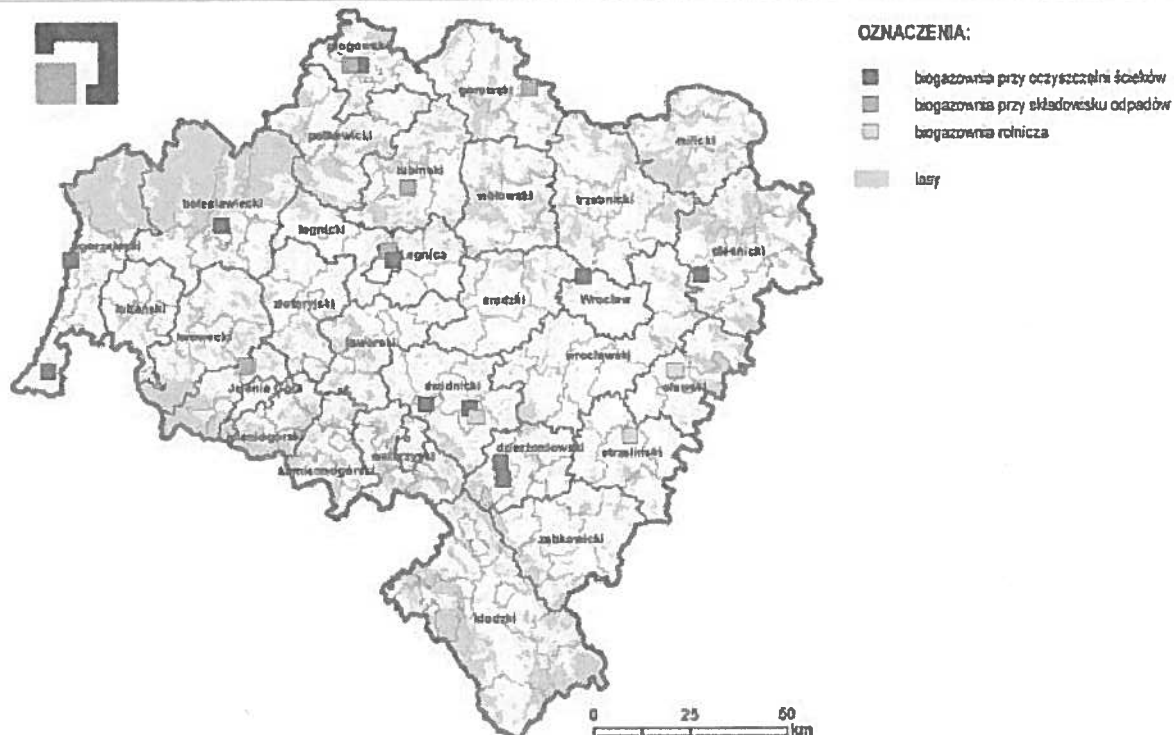 OZNACZENIA:
biogazownia przy oczyszczalni ścieków
biogazownia przy składowisku odpadów
biogazownia rolnicza
lasy
głogowski
górowski
polkowicki
milicki
lubiński
wołowski
trzebnicki
bolesławiecki
legnicki
Legnica
oleśnicki
zgorzelecki
lubański
złotoryjski
średzki
Wrocław
lwówecki
jaworski
wrocławski
Jelenia Góra
świdnicki
oławski
jeleniogórski
kamiennogórski
wałbrzyski
dzierżoniowski
strzeliński
ząbkowicki
kłodzki
0 25 50
km